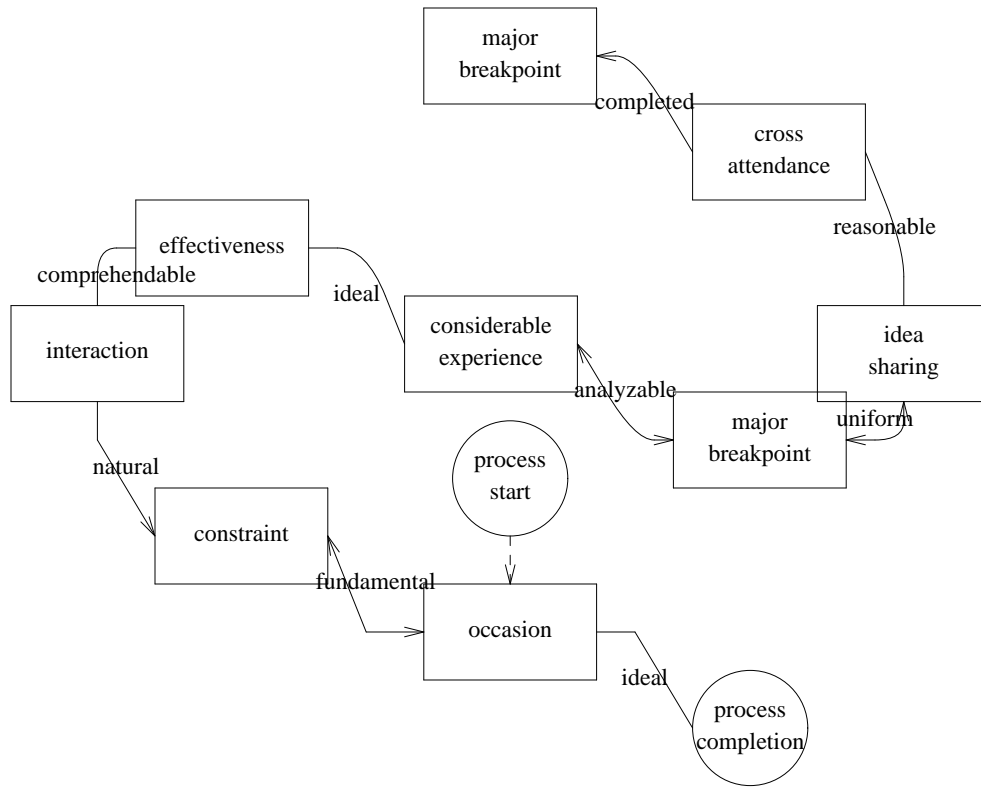 major
breakpoint
completed
cross
attendance
reasonable
effectiveness
comprehendable
ideal
considerable
experience
interaction
idea
sharing
analyzable
major
breakpoint
uniform
process
start
natural
constraint
fundamental
occasion
ideal
process
completion